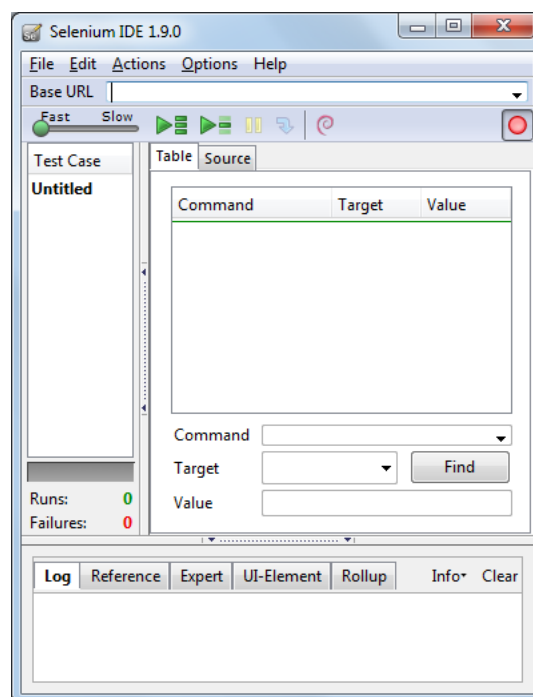 Selenium IDE 1.9.0
File Edit Actions Options Help
Base URL
Fast Slow
Test Case
Table Source
Untitled
Command Target Value
Command
Target Find
Value
Runs: 0
Failures: 0
Log Reference Expert UI-Element Rollup Info Clear